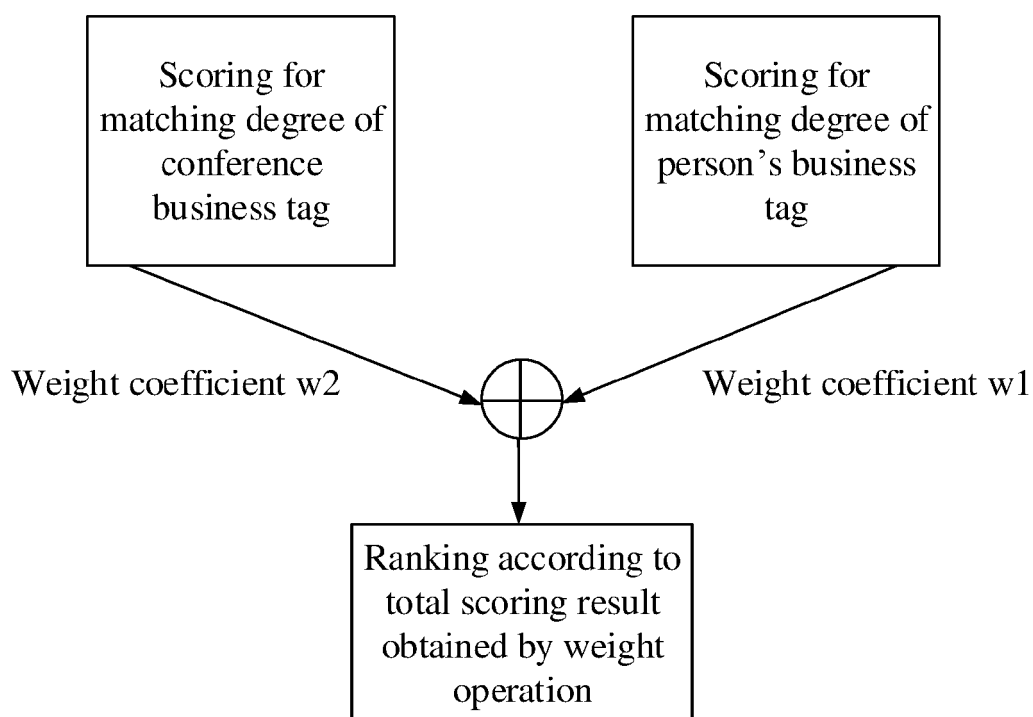 Scoring for
matching degree of
conference
business tag
Scoring for
matching degree of
person’s business
tag
Weight coefficient w2
Weight coefficient w1
Ranking according to
total scoring result
obtained by weight
operation